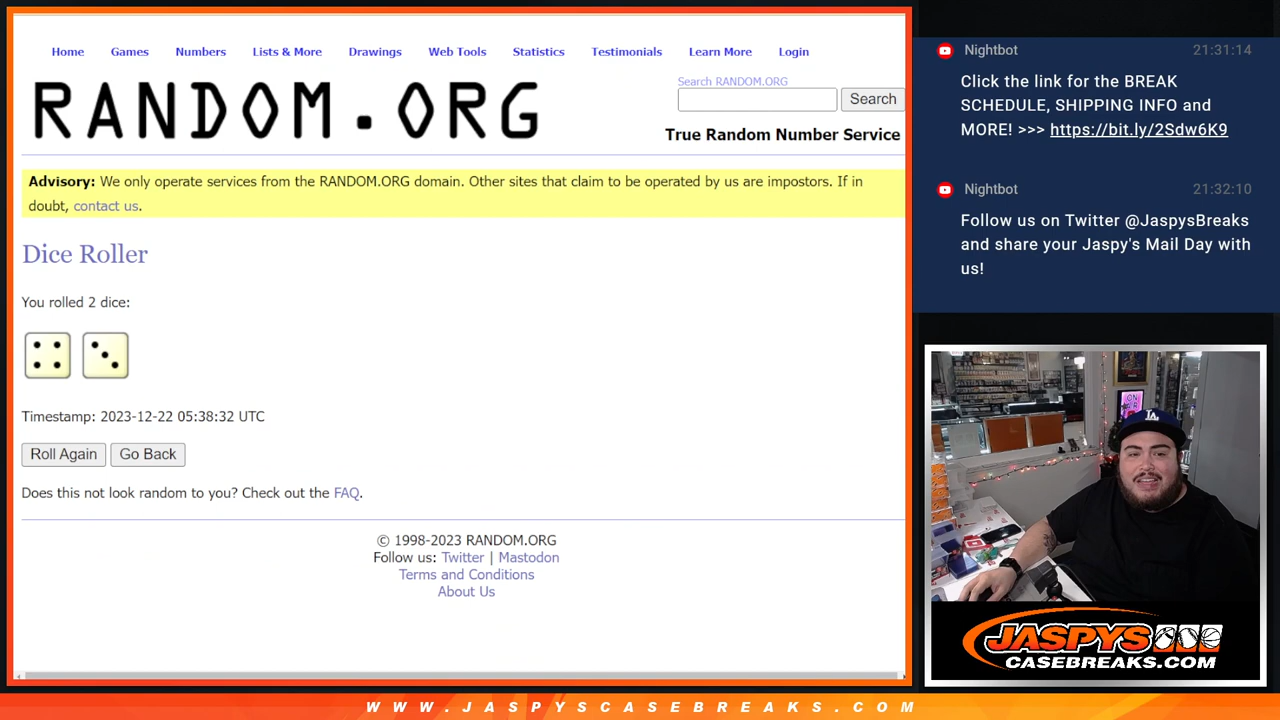 Home Games Numbers Lists & More Drawings Web Tools Statistics Testimonials Learn More Login
RANDOM.ORG
Search RANDOM.ORG
Search
True Random Number Service
Advisory: We only operate services from the RANDOM.ORG domain. Other sites that claim to be operated by us are impostors. If in
doubt, contact us.
Dice Roller
You rolled 2 dice:
Timestamp: 2023-12-22 05:38:32 UTC
Roll Again Go Back
Does this not look random to you? Check out the FAQ.
© 1998-2023 RANDOM.ORG
Follow us: Twitter | Mastodon
Terms and Conditions
About Us
Nightbot 21:31:14
Click the link for the BREAK
SCHEDULE, SHIPPING INFO and
MORE! >>> https://bit.ly/2Sdw6K9
Nightbot 21:32:10
Follow us on Twitter @JaspysBreaks
and share your Jaspy's Mail Day with
us!
ON
LA
JASPYS
CASEBREAKS.COM
WWW.JASPYSCASEBREAKS.COM